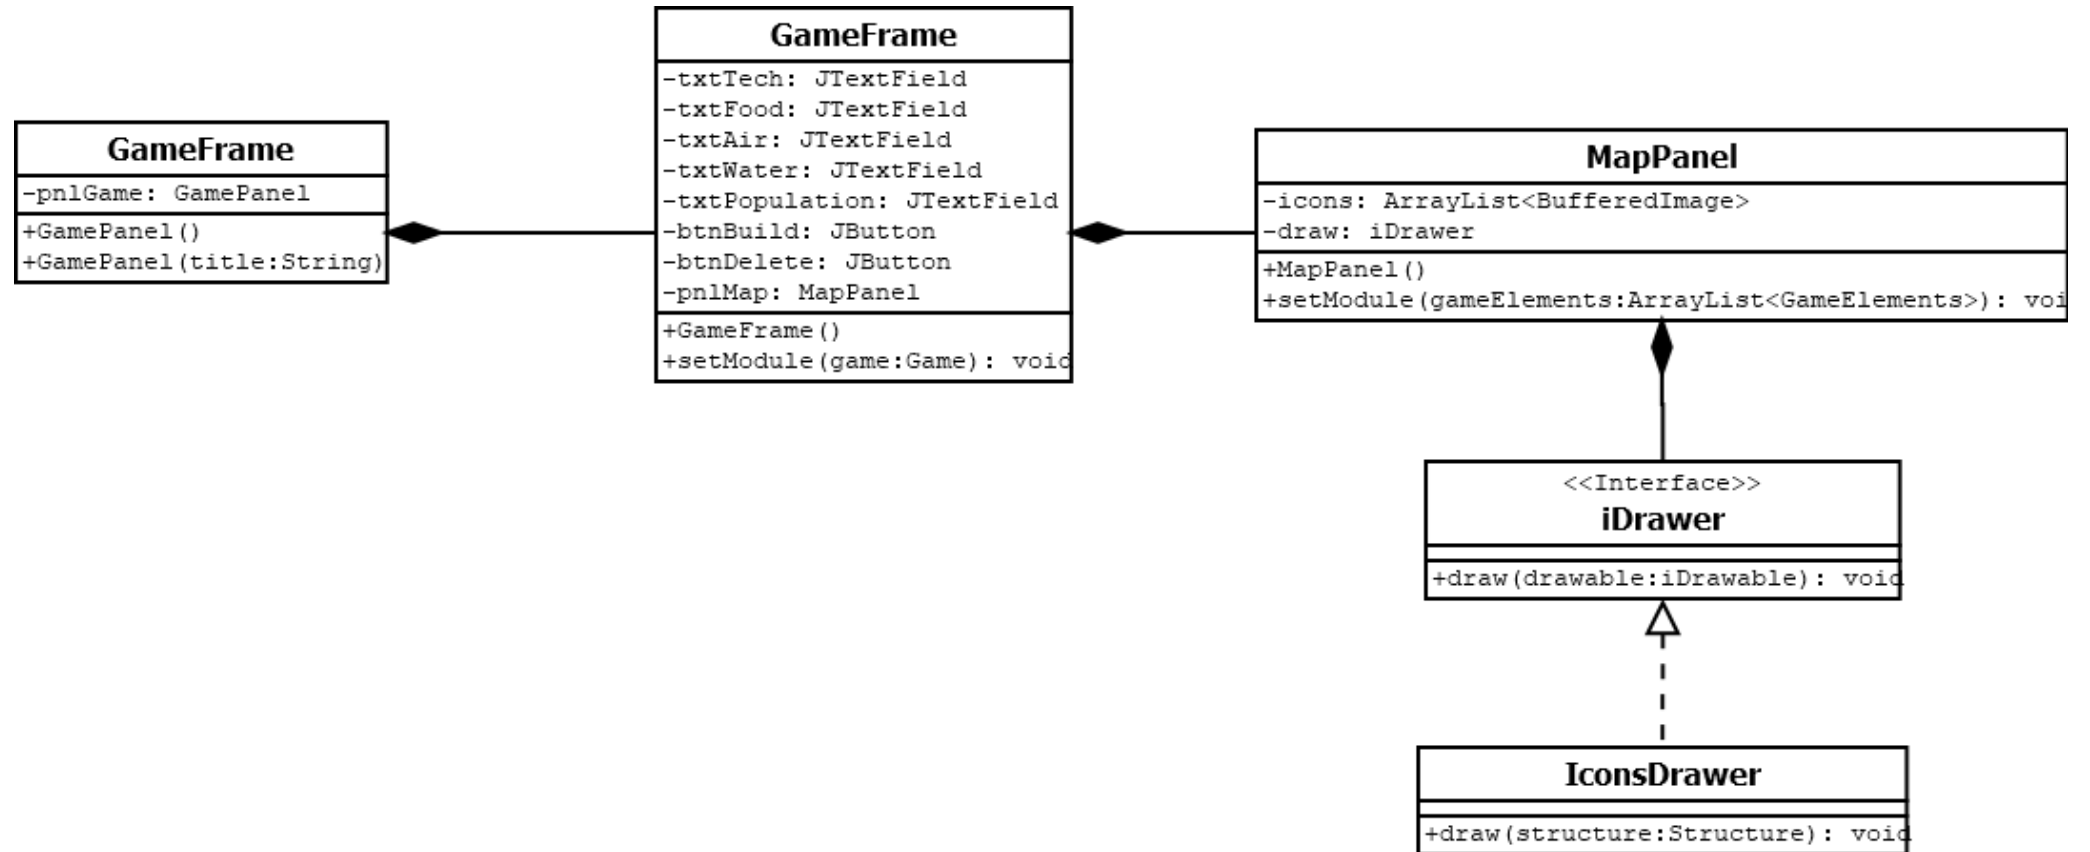 GameFrame
-pnlGame: GamePanel
+GamePanel()
+GamePanel(title:String)
GameFrame
-txtTech: JTextField
-txtFood: JTextField
-txtAir: JTextField
-txtWater: JTextField
-txtPopulation: JTextField
-btnBuild: JButton
-btnDelete: JButton
-pnlMap: MapPanel
+GameFrame()
+setModule(game:Game): void
MapPanel
-icons: ArrayList<BufferedImage>
-draw: iDrawer
+MapPanel()
+setModule(gameElements:ArrayList<GameElements>): voi
<<Interface>>
iDrawer
+draw(drawable:iDrawable): void
IconsDrawer
+draw(structure:Structure): void